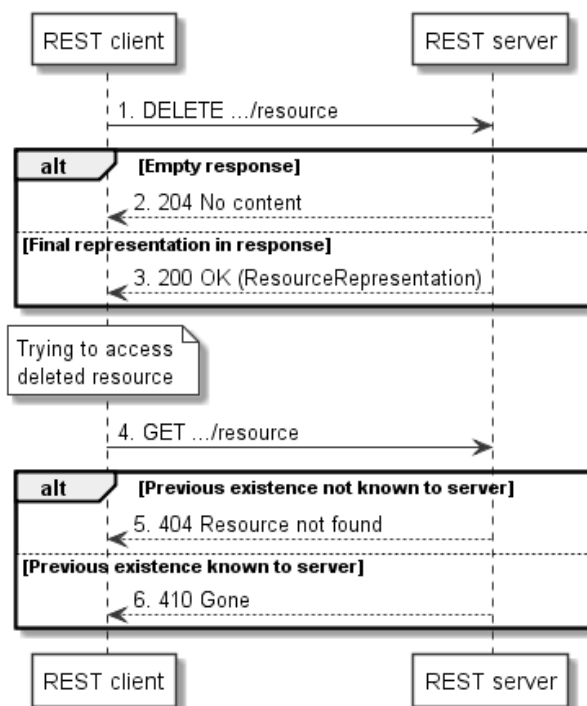 REST client
REST server
1. DELETE .../resource
alt
[Empty response]
2. 204 No content
[Final representation in response]
3. 200 OK (ResourceRepresentation)
Trying to access
deleted resource
4. GET .../resource
alt
[Previous existence not known to server]
5. 404 Resource not found
[Previous existence known to server]
6. 410 Gone
REST client
REST server